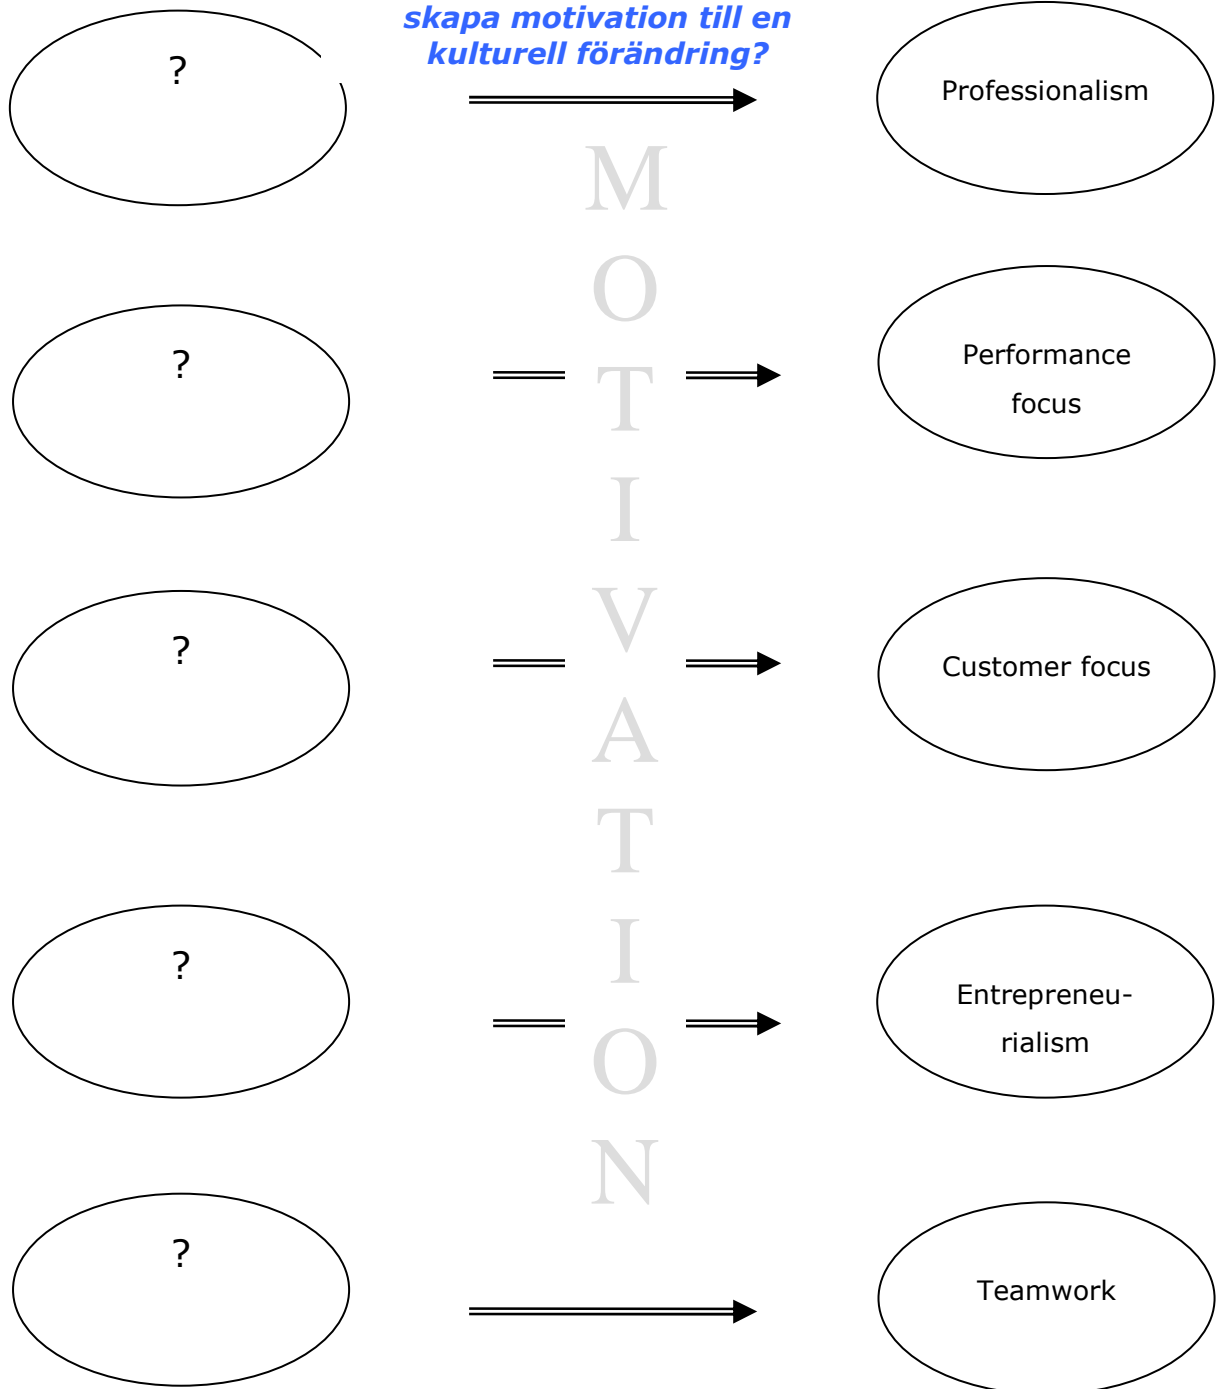 skapa motivation till en
kulturell förändring?
?
Professionalism
M
O
T
I
V
A
T
I
O
N
?
Performance
focus
?
Customer focus
?
Entrepreneu-
rialism
?
Teamwork